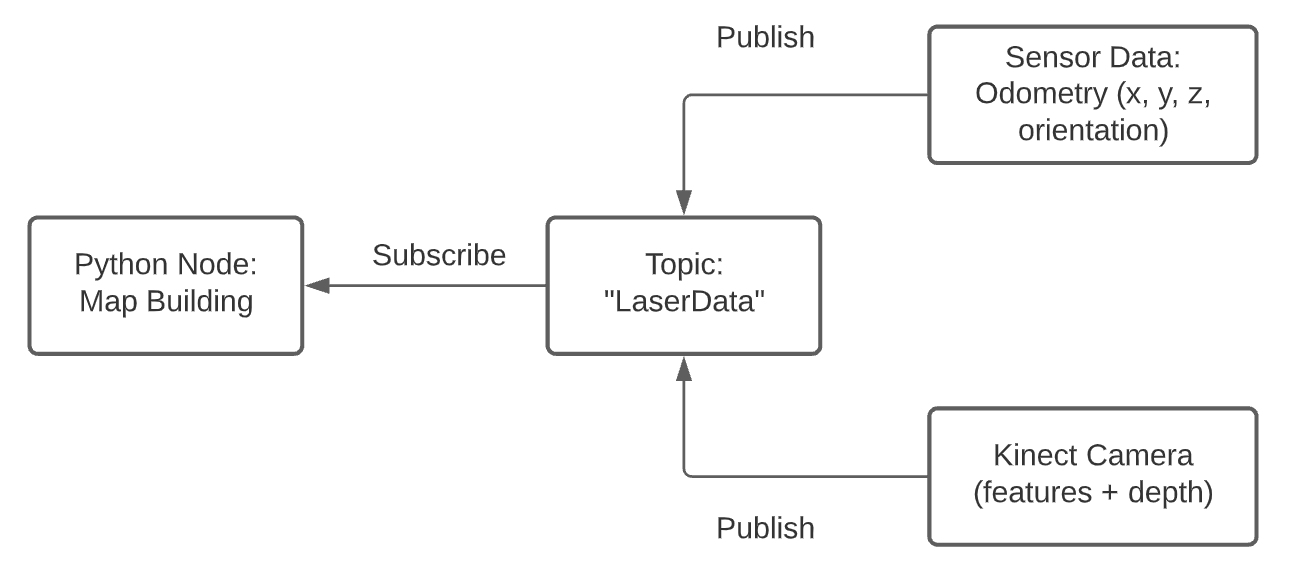 Publish
Sensor Data:
Odometry (x, y, z,
orientation)
Python Node:
Map Building
Subscribe
Topic:
"LaserData"
Kinect Camera
(features + depth)
Publish